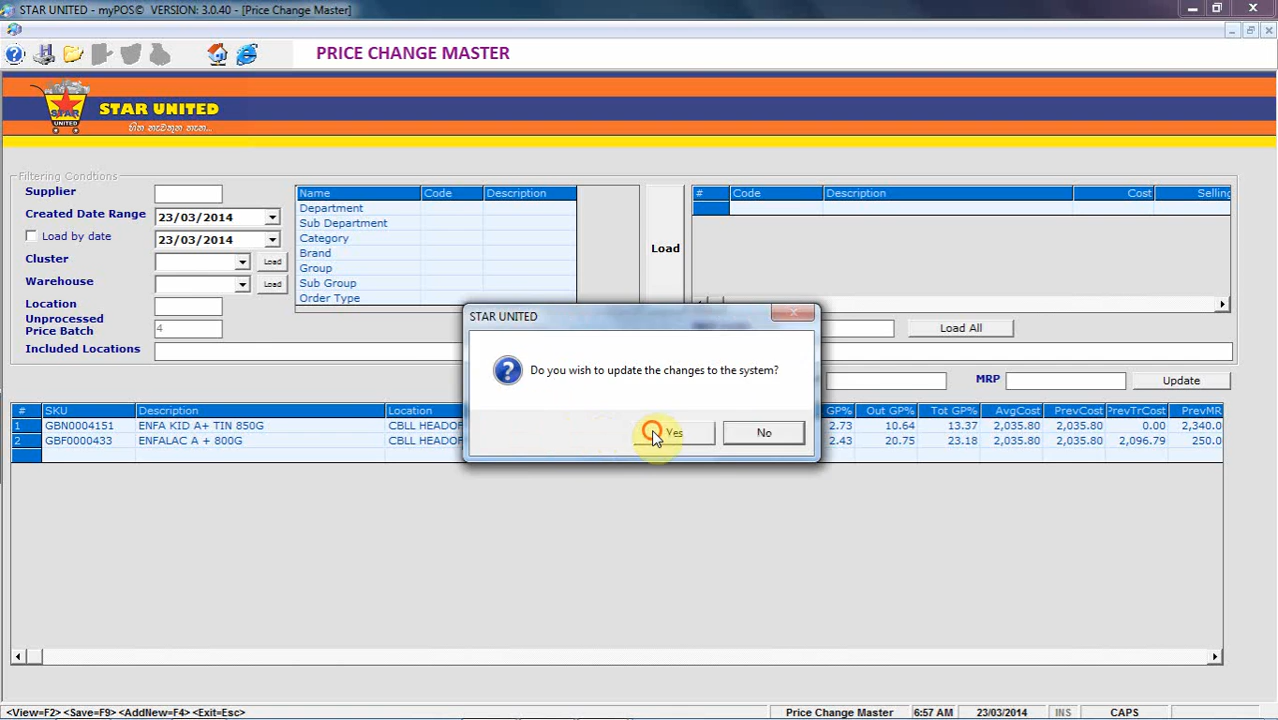 STAR UNITED - myPOS© VERSION: 3.0.40 - [Price Change Master]
PRICE CHANGE MASTER
STAR UNITED
STAR UNITED
හිත නැවතුන තැන...
Filtering Condtions
Supplier
Created Date Range 23/03/2014
Load by date 23/03/2014
Cluster Load
Warehouse Load
Location
Unprocessed Price Batch 4
Included Locations
Name Code Description
Department
Sub Department
Category
Brand
Group
Sub Group
Order Type
Load
# Code Description Cost Selling
Load All
MRP Update
STAR UNITED
Do you wish to update the changes to the system?
Yes No
# SKU Description Location GP% Out GP% Tot GP% AvgCost PrevCost PrevTrCost PrevMR
1 GBN0004151 ENFA KID A+ TIN 850G CBLL HEADOF 2.73 10.64 13.37 2,035.80 2,035.80 0.00 2,340.0
2 GBF0000433 ENFALAC A + 800G CBLL HEADOF 2.43 20.75 23.18 2,035.80 2,035.80 2,096.79 250.0
<View=F2> <Save=F9> <AddNew=F4> <Exit=Esc> Price Change Master 6:57 AM 23/03/2014 INS CAPS